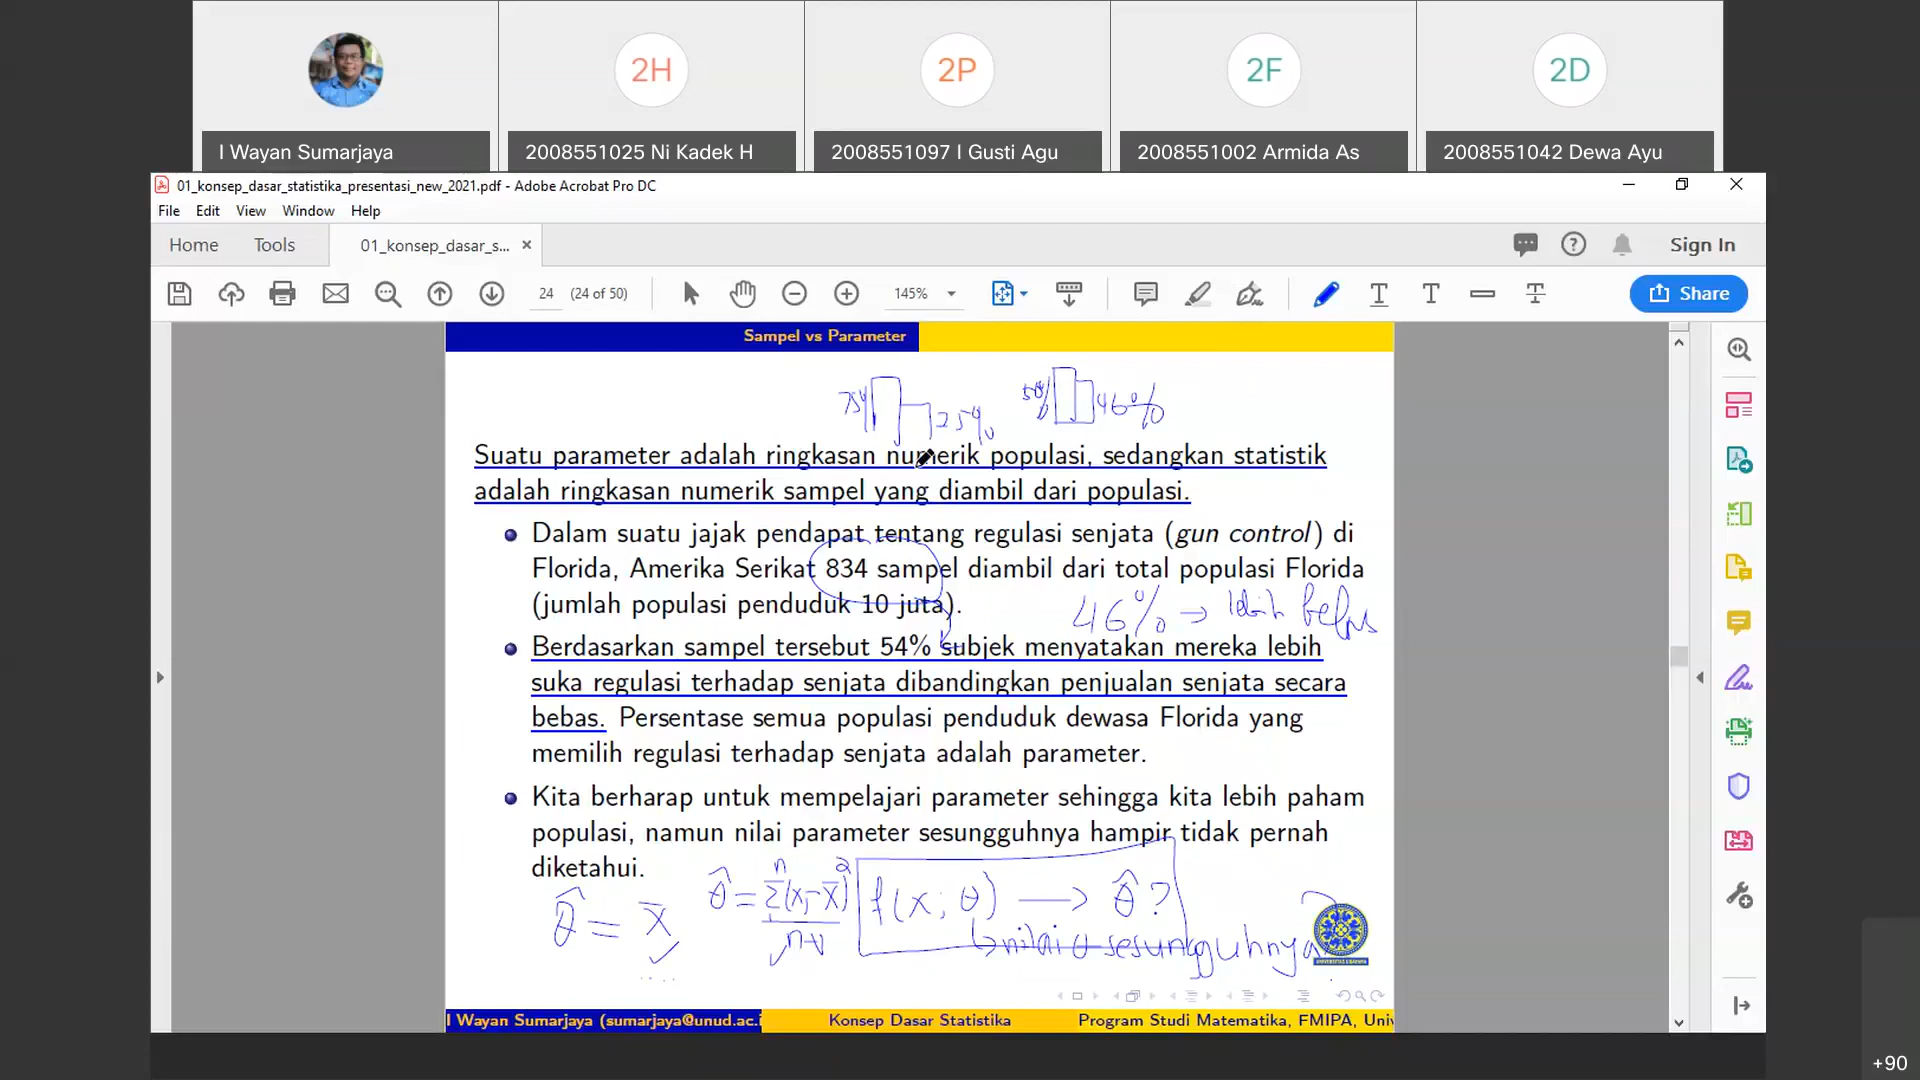 2H
2P
2F
2D
I Wayan Sumarjaya
2008551025 Ni Kadek H
2008551097 I Gusti Agu
2008551002 Armida As
2008551042 Dewa Ayu
01_konsep_dasar_statistika_presentasi_new_2021.pdf - Adobe Acrobat Pro DC
File Edit View Window Help
Home Tools 01_konsep_dasar_s... Sign In
24 (24 of 50) 145% Share
Sampel vs Parameter
25% 46%
Suatu parameter adalah ringkasan numerik populasi, sedangkan statistik
adalah ringkasan numerik sampel yang diambil dari populasi.
Dalam suatu jajak pendapat tentang regulasi senjata (gun control) di
Florida, Amerika Serikat 834 sampel diambil dari total populasi Florida
(jumlah populasi penduduk 10 juta).
46% → lebih bebas
Berdasarkan sampel tersebut 54% subjek menyatakan mereka lebih
suka regulasi terhadap senjata dibandingkan penjualan senjata secara
bebas. Persentase semua populasi penduduk dewasa Florida yang
memilih regulasi terhadap senjata adalah parameter.
Kita berharap untuk mempelajari parameter sehingga kita lebih paham
populasi, namun nilai parameter sesungguhnya hampir tidak pernah
diketahui.
θ̂ = x̄
f(x; θ) → θ̂?
nilai θ sesungguhnya
UNIVERSITAS UDAYANA
I Wayan Sumarjaya (sumarjaya@unud.ac.i Konsep Dasar Statistika Program Studi Matematika, FMIPA, Univ
+90